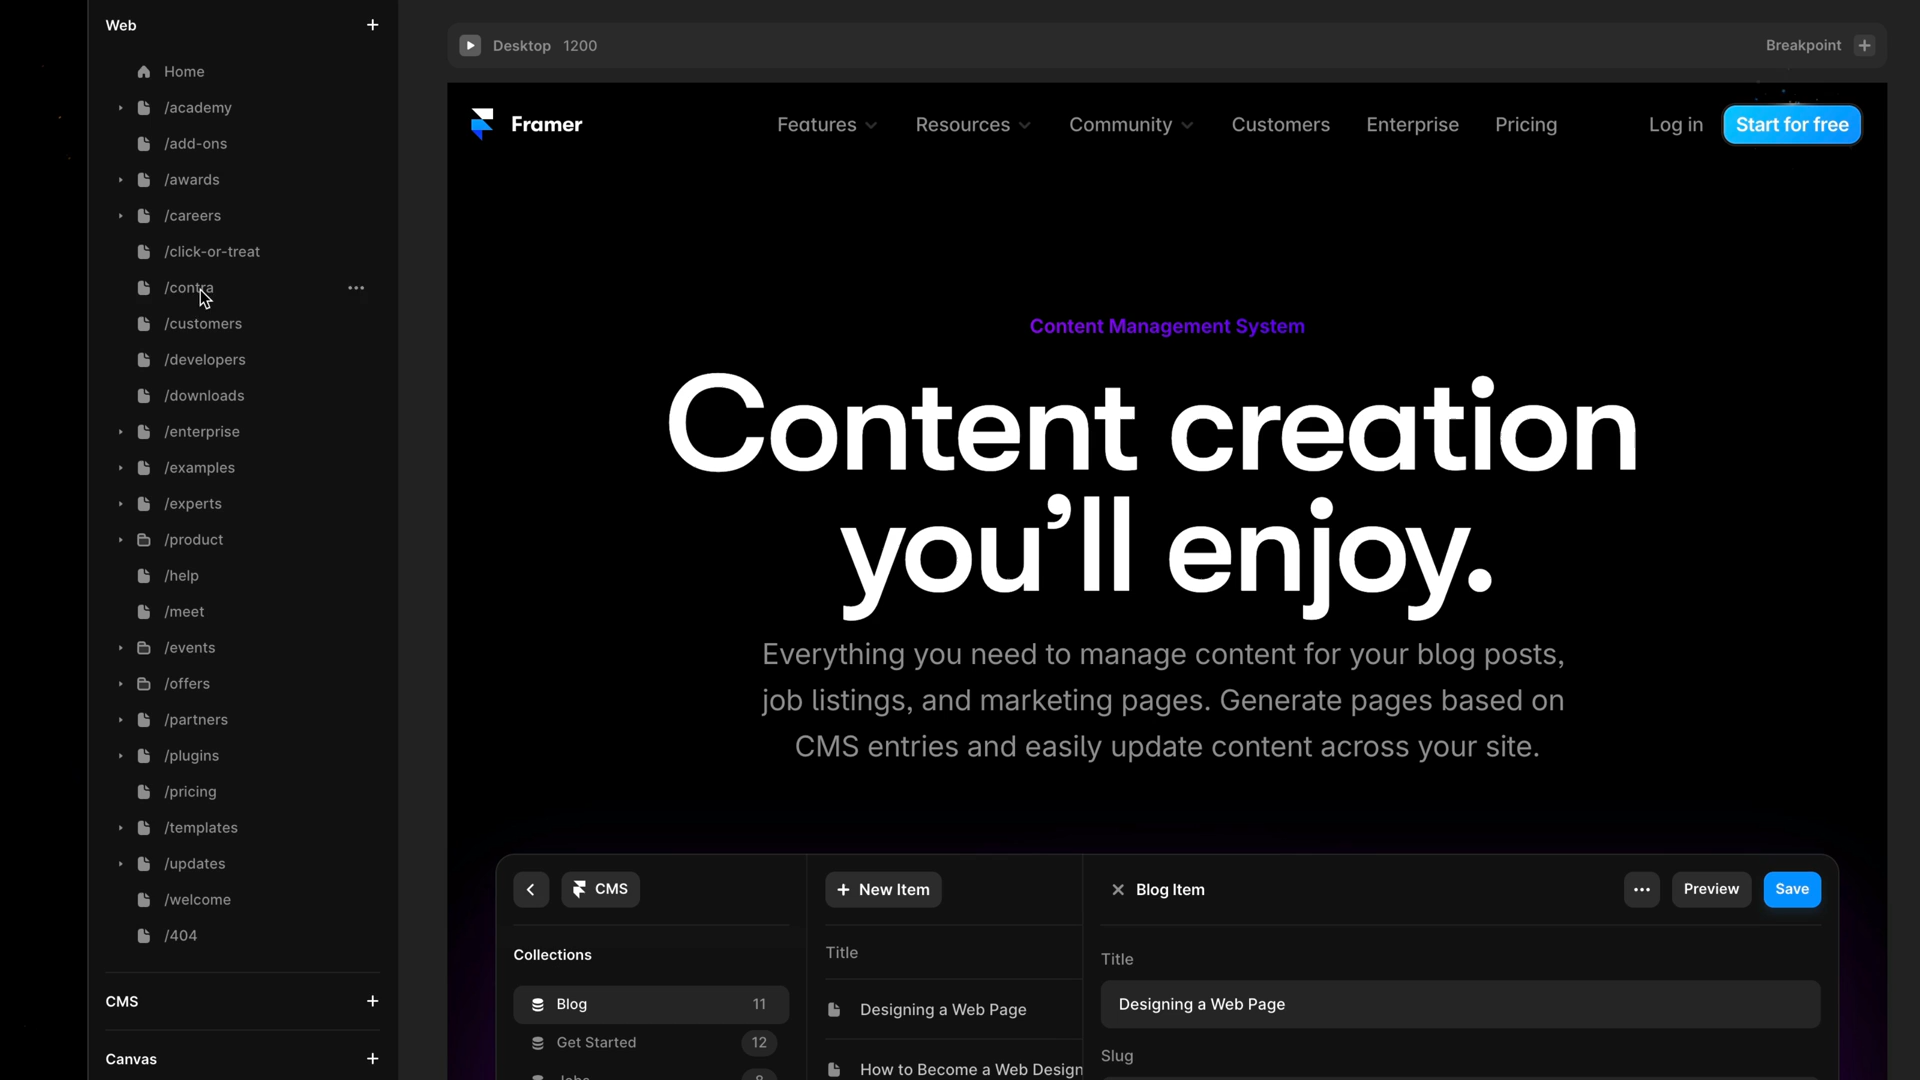 Web
Home
/academy
/add-ons
/awards
/careers
/click-or-treat
/contra
/customers
/developers
/downloads
/enterprise
/examples
/experts
/product
/help
/meet
/events
/offers
/partners
/plugins
/pricing
/templates
/updates
/welcome
/404
CMS
Canvas
Desktop 1200
Breakpoint
Framer
Features
Resources
Community
Customers
Enterprise
Pricing
Log in
Start for free
Content Management System
Content creation
you’ll enjoy.
Everything you need to manage content for your blog posts,
job listings, and marketing pages. Generate pages based on
CMS entries and easily update content across your site.
CMS
Collections
Blog 11
Get Started 12
New Item
Title
Designing a Web Page
How to Become a Web Design
Blog Item
Preview
Save
Title
Designing a Web Page
Slug